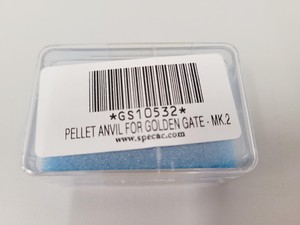 *GS10532*
PELLET ANVIL FOR GOLDEN GATE - MK.2
www.specac.com